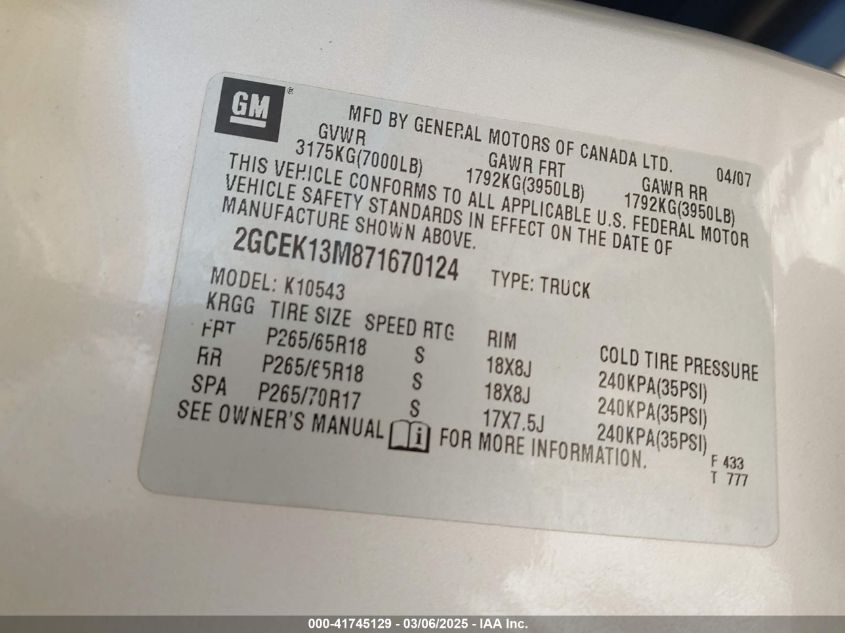 GM ®
MFD BY GENERAL MOTORS OF CANADA LTD. 04/07
GVWR GAWR FRT GAWR RR
3175KG(7000LB) 1792KG(3950LB) 1792KG(3950LB)
THIS VEHICLE CONFORMS TO ALL APPLICABLE U.S. FEDERAL MOTOR
VEHICLE SAFETY STANDARDS IN EFFECT ON THE DATE OF
MANUFACTURE SHOWN ABOVE.
2GCEK13M871670124 TYPE: TRUCK
MODEL: K10543
KRGG TIRE SIZE SPEED RTG RIM COLD TIRE PRESSURE
FRT P265/65R18 S 18X8J 240KPA(35PSI)
RR P265/65R18 S 18X8J 240KPA(35PSI)
SPA P265/70R17 S 17X7.5J 240KPA(35PSI)
SEE OWNER'S MANUAL i FOR MORE INFORMATION.
F 433
T 777
000-41745129 - 03/06/2025 - IAA Inc.